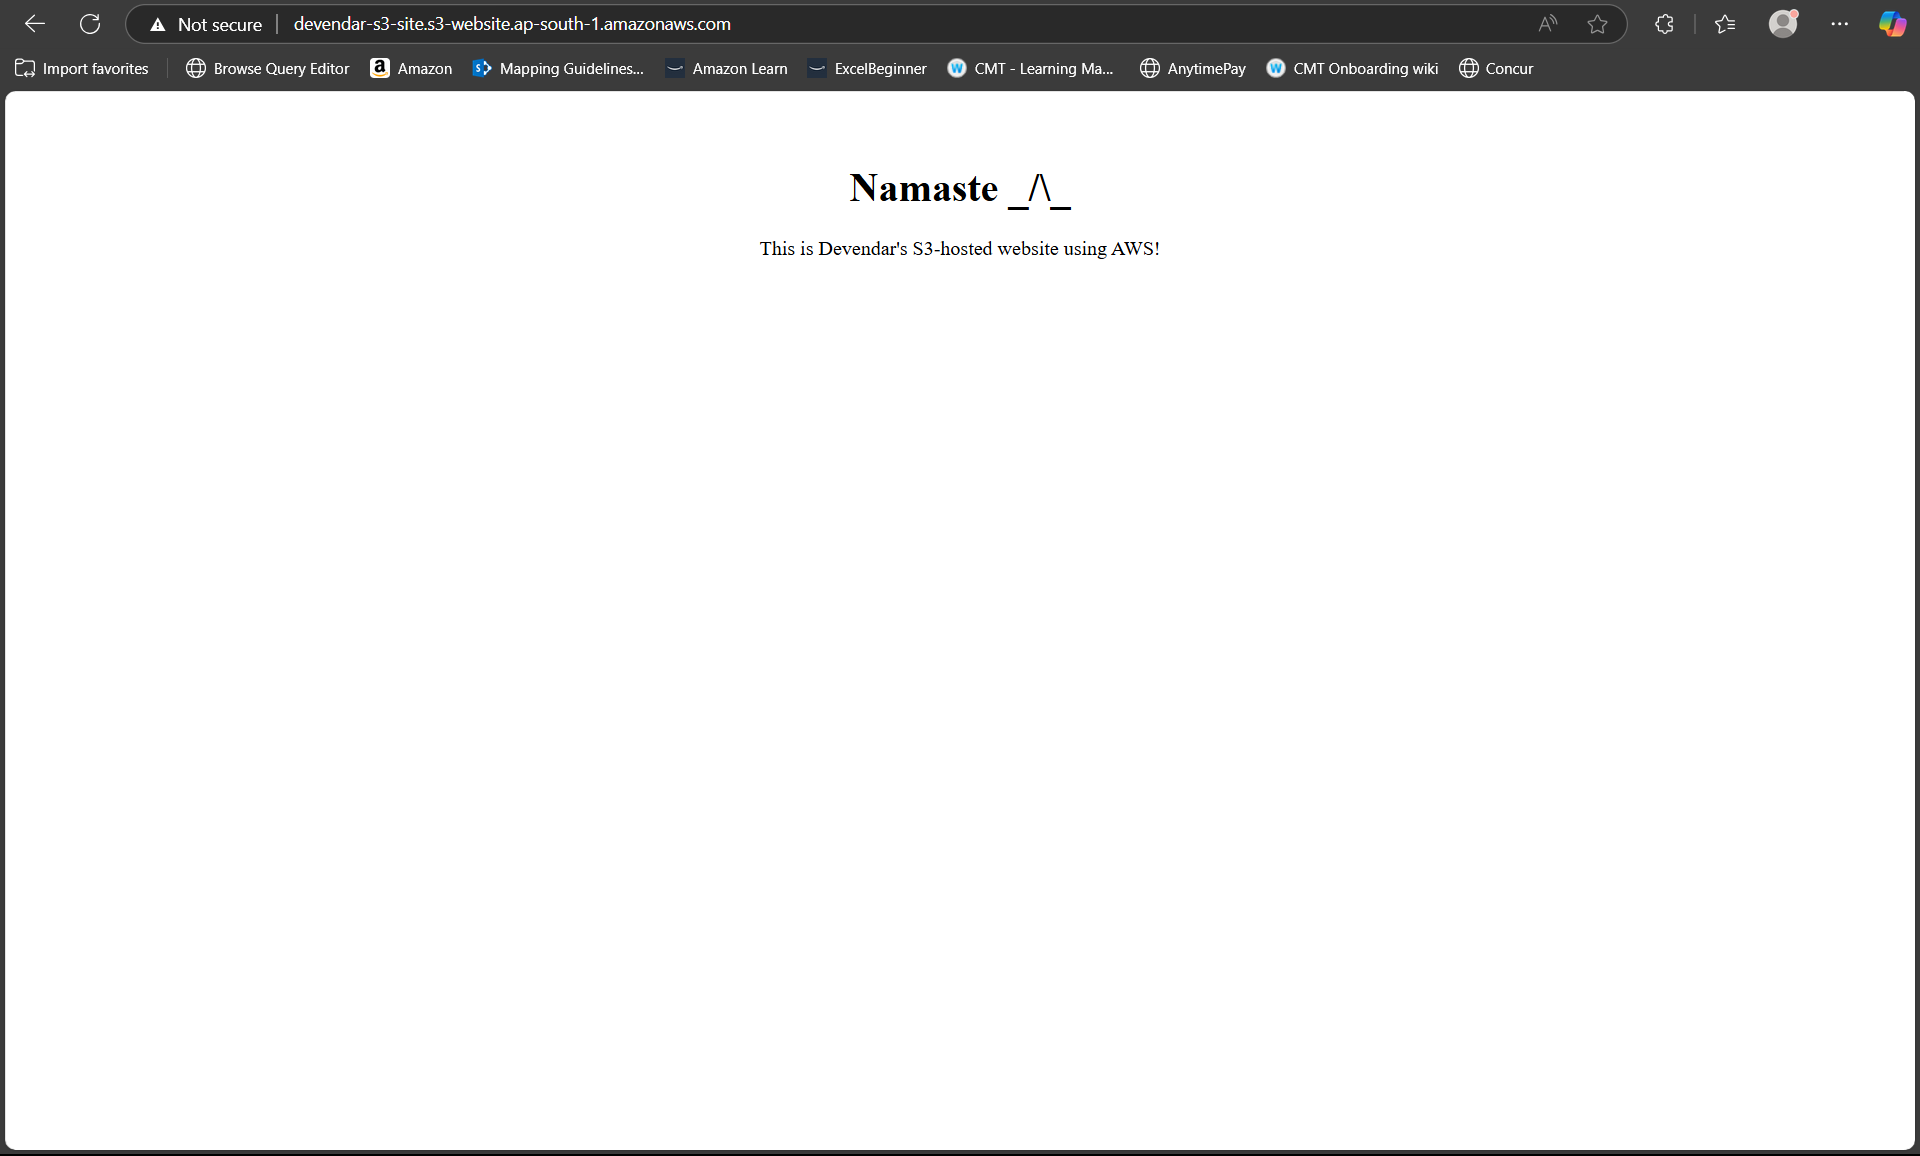 Not secure devendar-s3-site.s3-website.ap-south-1.amazonaws.com
Import favorites Browse Query Editor Amazon Mapping Guidelines... Amazon Learn ExcelBeginner CMT - Learning Ma... AnytimePay CMT Onboarding wiki Concur
Namaste _/\_
This is Devendar's S3-hosted website using AWS!